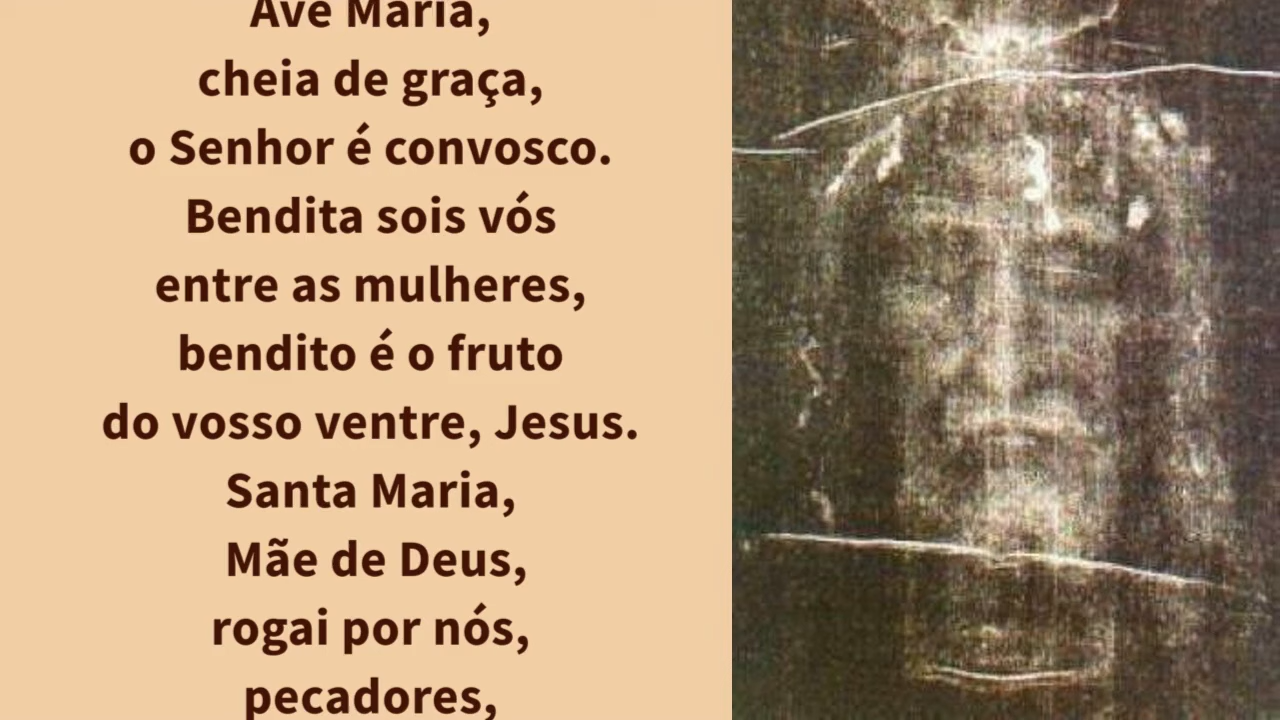 Ave Maria,
cheia de graça,
o Senhor é convosco.
Bendita sois vós
entre as mulheres,
bendito é o fruto
do vosso ventre, Jesus.
Santa Maria,
Mãe de Deus,
rogai por nós,
pecadores,